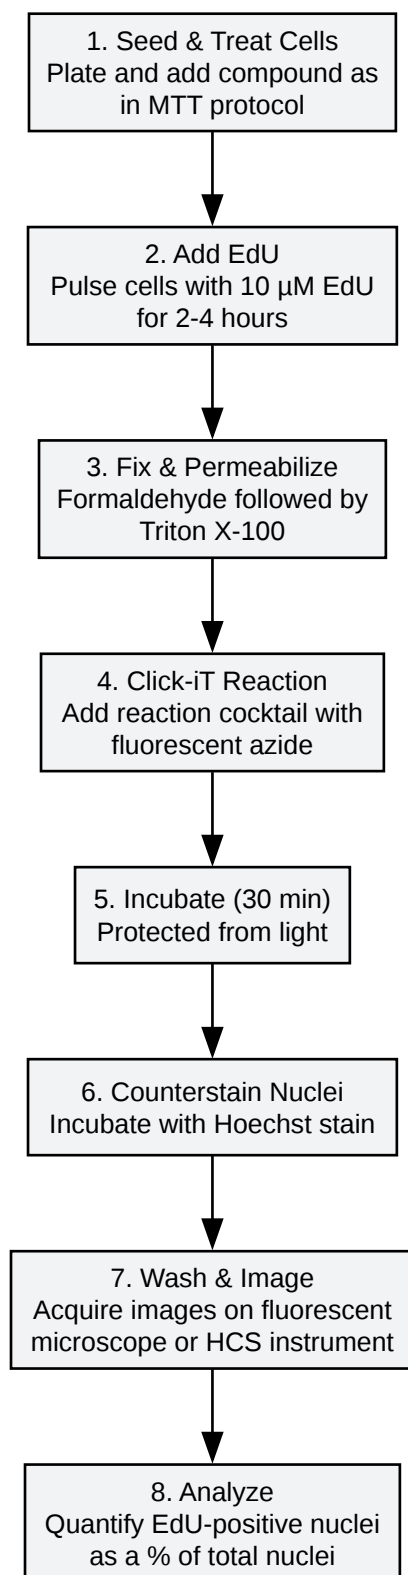 1. Seed & Treat Cells
Plate and add compound as
in MTT protocol
2. Add EdU
Pulse cells with 10 µM EdU
for 2-4 hours
3. Fix & Permeabilize
Formaldehyde followed by
Triton X-100
4. Click-iT Reaction
Add reaction cocktail with
fluorescent azide
5. Incubate (30 min)
Protected from light
6. Counterstain Nuclei
Incubate with Hoechst stain
7. Wash & Image
Acquire images on fluorescent
microscope or HCS instrument
8. Analyze
Quantify EdU-positive nuclei
as a % of total nuclei